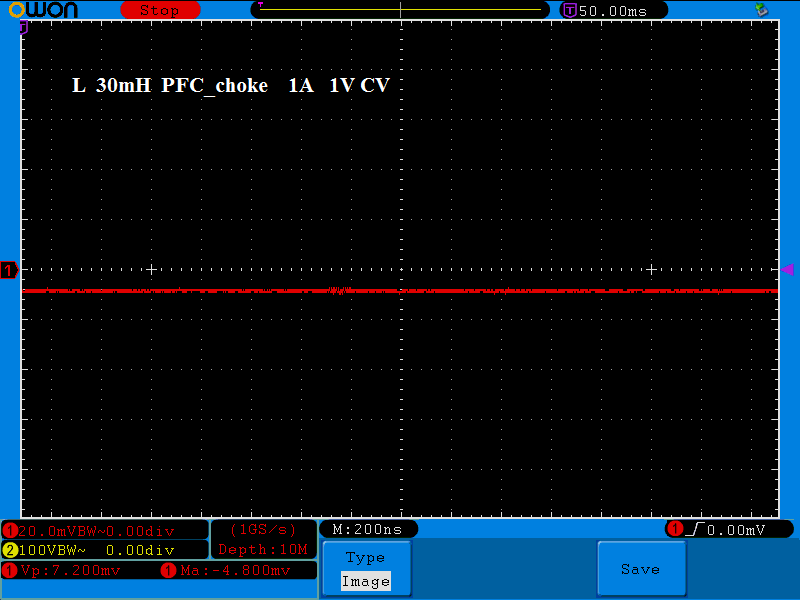 OWON Stop T 50.00ms
L 30mH PFC_choke 1A 1V CV
1
1 20.0mVBW~0.00div (1GS/s) M:200ns 1 0.00mV
2 100VBW~ 0.00div Depth:10M
1 Vp:7.200mv 1 Ma:-4.800mv
Type
Image
Save